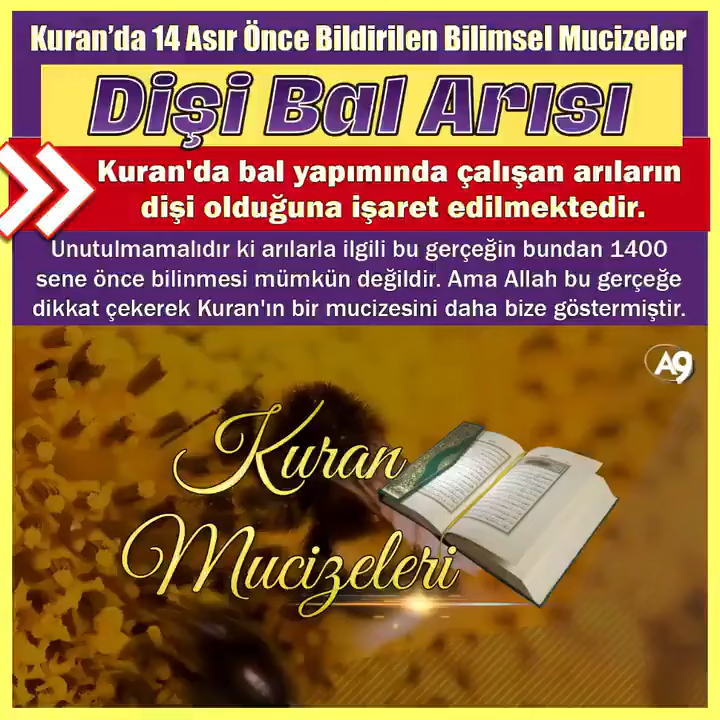 Kuran’da 14 Asır Önce Bildirilen Bilimsel Mucizeler
Dişi Bal Arısı
Kuran'da bal yapımında çalışan arıların
dişi olduğuna işaret edilmektedir.
Unutulmamalıdır ki arılarla ilgili bu gerçeğin bundan 1400
sene önce bilinmesi mümkün değildir. Ama Allah bu gerçeğe
dikkat çekerek Kuran'ın bir mucizesini daha bize göstermiştir.
A9
Kuran
Mucizeleri